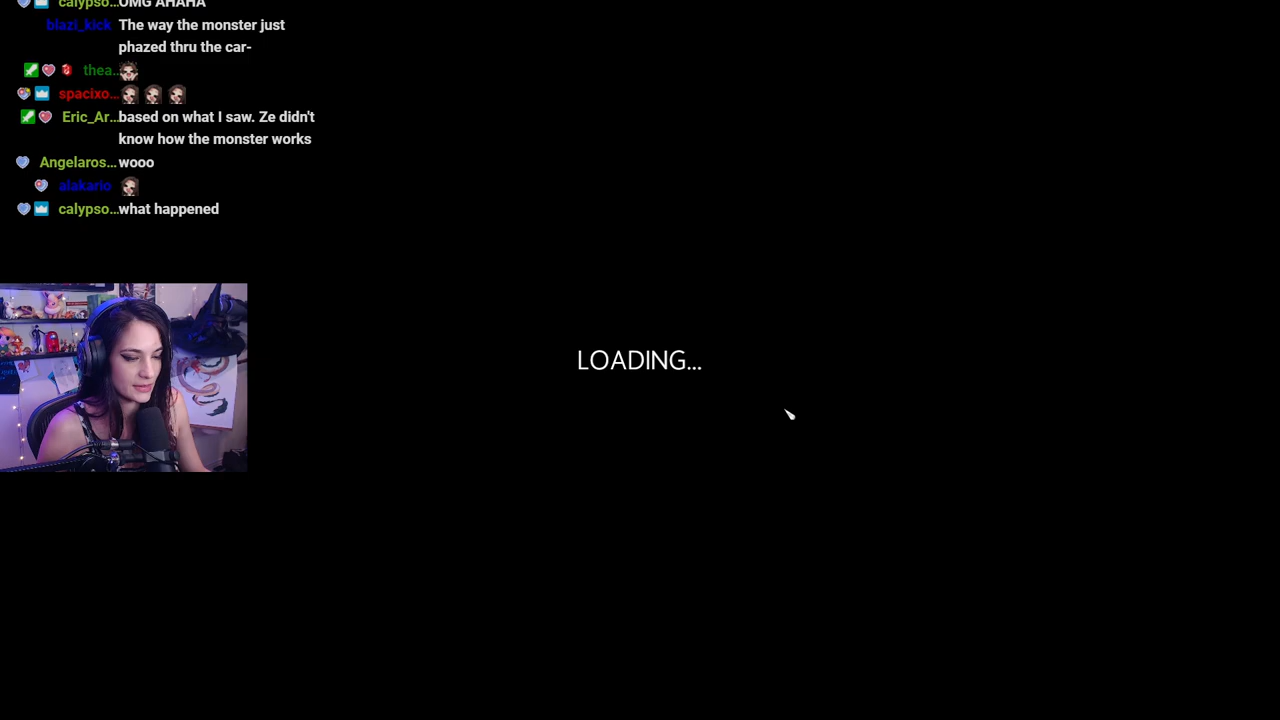 calypso... OMG AHAHA
blazi_kick The way the monster just
phazed thru the car-
thea...
spacixo...
Eric_Ar... based on what I saw. Ze didn't
know how the monster works
Angelaros... wooo
alakario
calypso... what happened
LOADING...